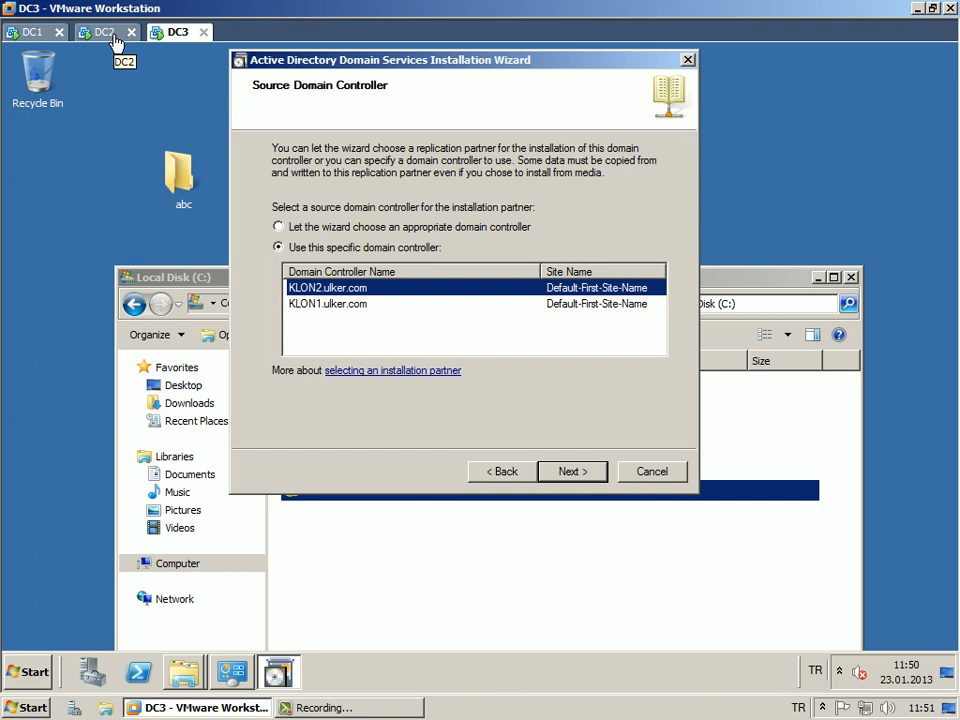 DC3 - VMware Workstation
DC1
DC2
DC3
DC2
Recycle Bin
abc
Active Directory Domain Services Installation Wizard
Source Domain Controller
You can let the wizard choose a replication partner for the installation of this domain
controller or you can specify a domain controller to use. Some data must be copied from
and written to this replication partner even if you chose to install from media.
Select a source domain controller for the installation partner:
Let the wizard choose an appropriate domain controller
Use this specific domain controller:
Domain Controller Name Site Name
KLON2.ulker.com Default-First-Site-Name
KLON1.ulker.com Default-First-Site-Name
More about selecting an installation partner
< Back Next > Cancel
Local Disk (C:)
Disk (C:)
Organize
Size
Favorites
Desktop
Downloads
Recent Places
Libraries
Documents
Music
Pictures
Videos
Computer
Network
Start
TR
11:50
23.01.2013
Start
DC3 - VMware Workst...
Recording...
TR
11:51